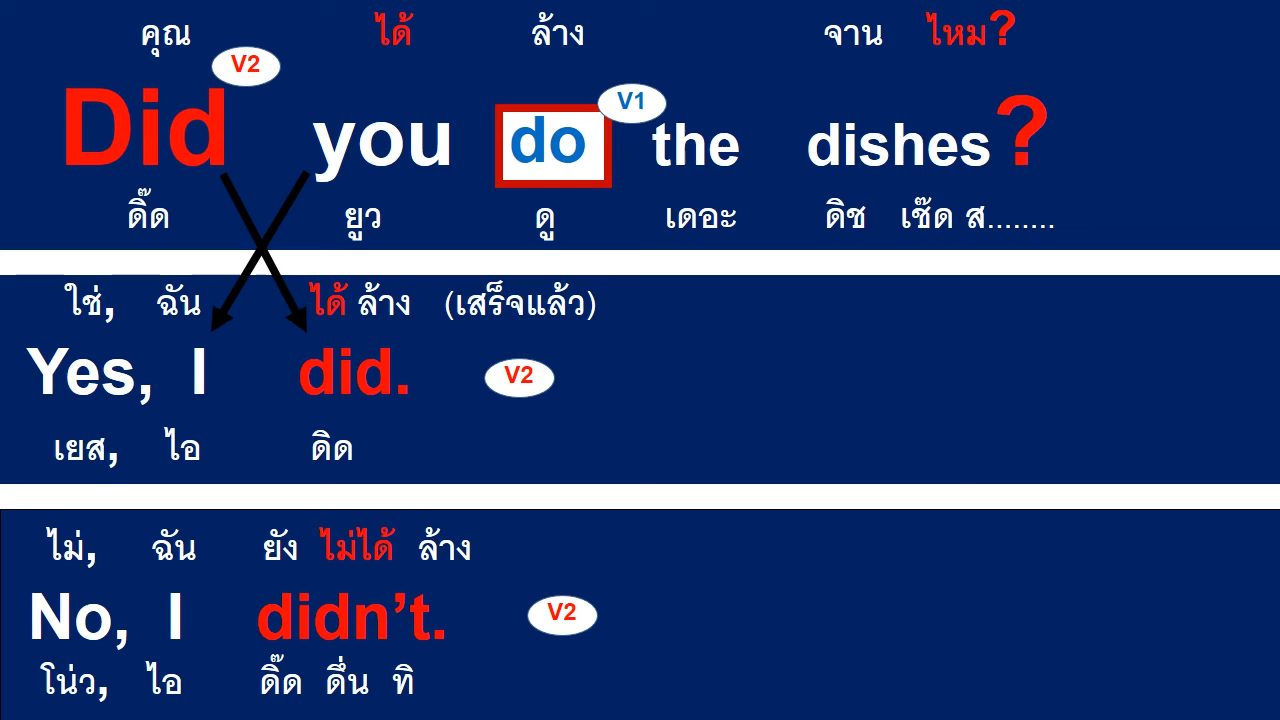 คุณ ได้ ล้าง จาน ไหม?
V2
V1
Did you do the dishes?
ดิ๊ด ยูว ดู เดอะ ดิช เช๊ด ส........
ใช่, ฉัน ได้ ล้าง (เสร็จแล้ว)
Yes, I did. V2
เยส, ไอ ดิด
ไม่, ฉัน ยัง ไม่ได้ ล้าง
No, I didn’t. V2
โน่ว, ไอ ดิ๊ด ดึ่น ทิ